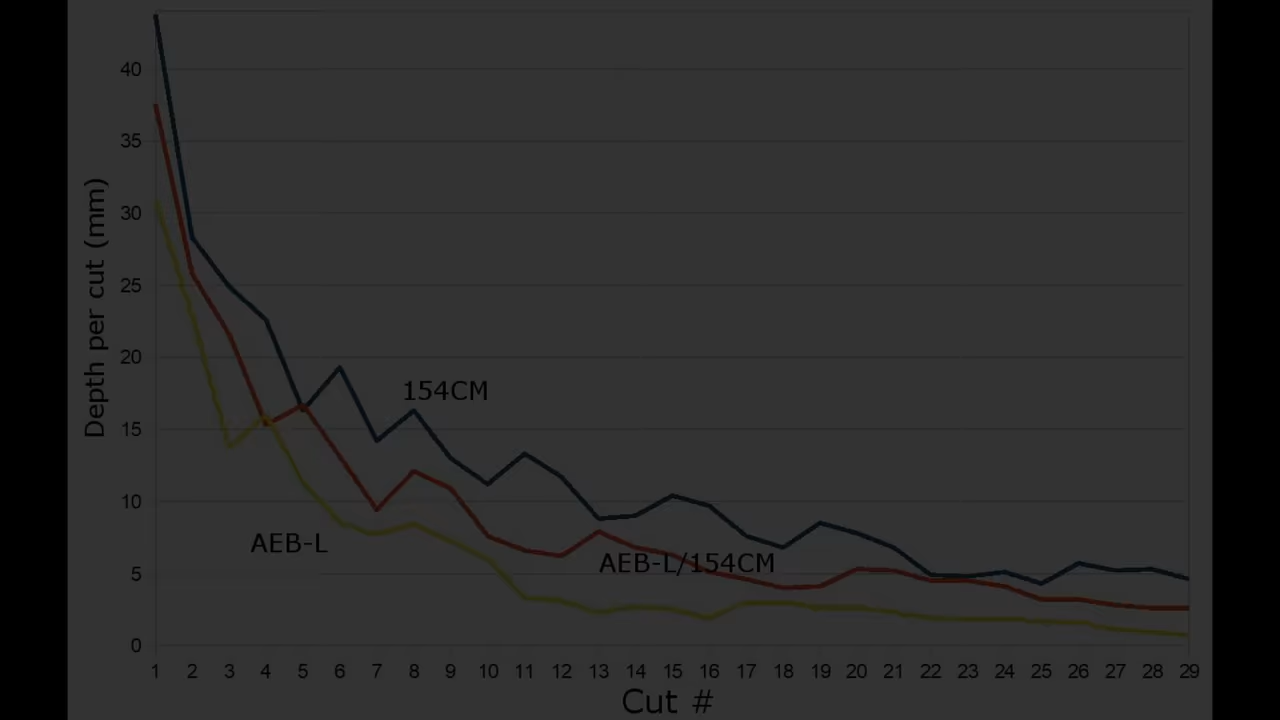 40
35
30
25
20
15
10
5
0
Depth per cut (mm)
154CM
AEB-L
AEB-L/154CM
1 2 3 4 5 6 7 8 9 10 11 12 13 14 15 16 17 18 19 20 21 22 23 24 25 26 27 28 29
Cut #